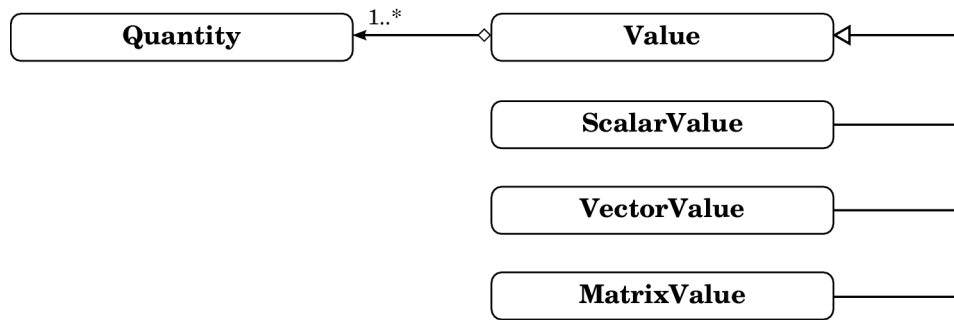 1..*
Quantity
Value
ScalarValue
VectorValue
MatrixValue